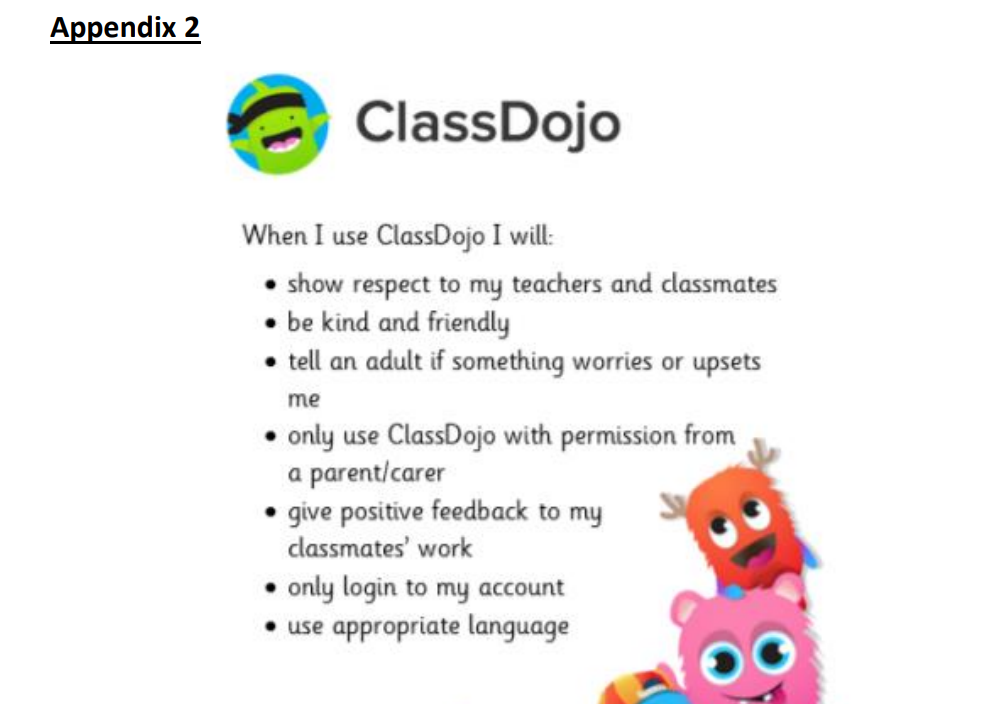 Appendix 2
ClassDojo
When I use ClassDojo I will:
• show respect to my teachers and classmates
• be kind and friendly
• tell an adult if something worries or upsets
me
• only use ClassDojo with permission from
a parent/carer
• give positive feedback to my
classmates’ work
• only login to my account
• use appropriate language